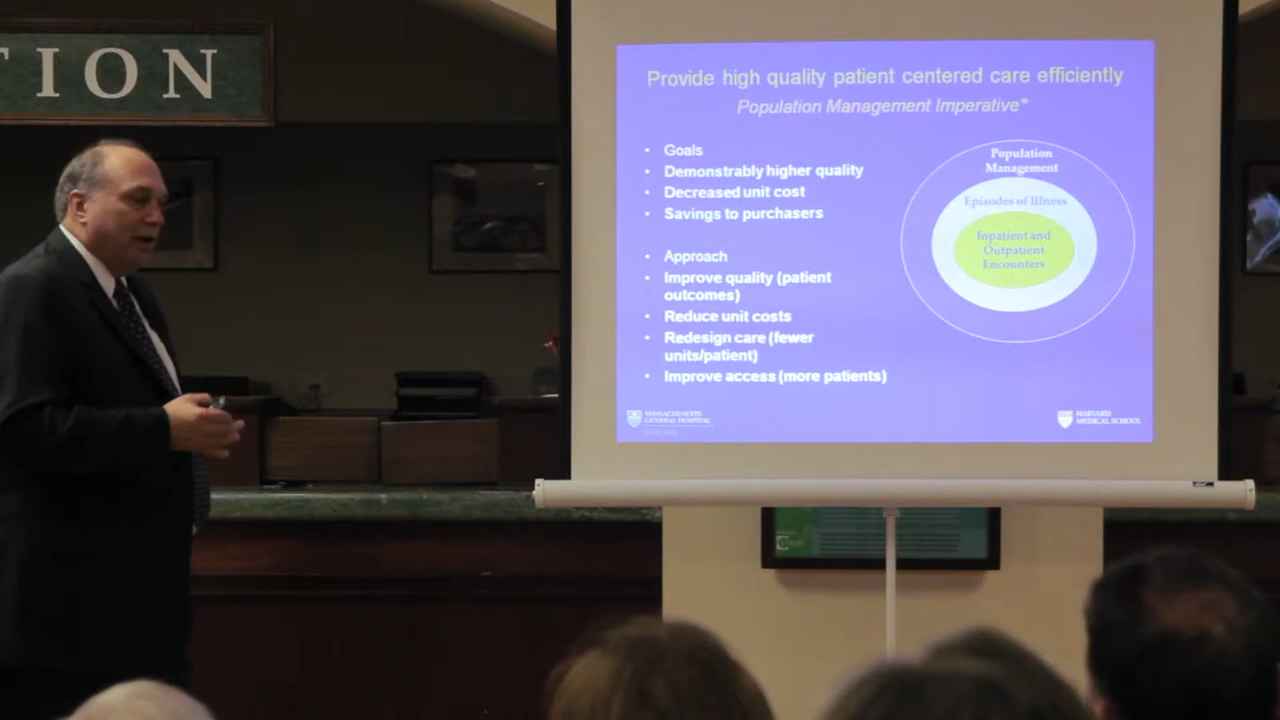 TION
Provide high quality patient centered care efficiently
Population Management Imperative*
• Goals
• Demonstrably higher quality
• Decreased unit cost
• Savings to purchasers
• Approach
• Improve quality (patient
outcomes)
• Reduce unit costs
• Redesign care (fewer
units/patient)
• Improve access (more patients)
Population
Management
Episodes of Illness
Inpatient and
Outpatient
Encounters
MASSACHUSETTS
GENERAL HOSPITAL
HARVARD
MEDICAL SCHOOL